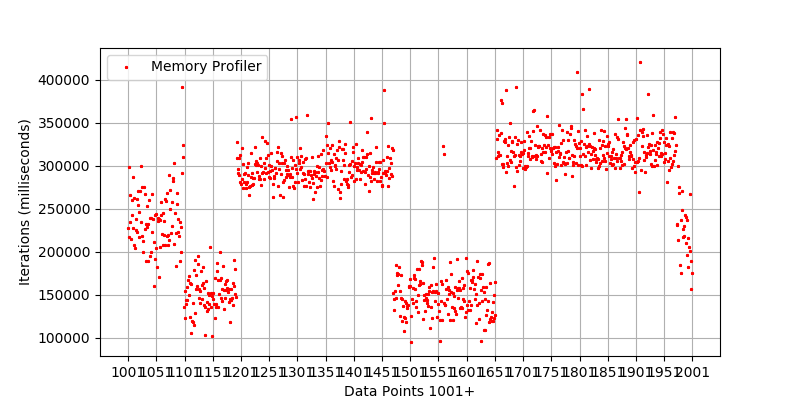 Memory Profiler
400000
350000
300000
250000
200000
150000
100000
Iterations (milliseconds)
1001 1051 1101 1151 1201 1251 1301 1351 1401 1451 1501 1551 1601 1651 1701 1751 1801 1851 1901 1951 2001
Data Points 1001+